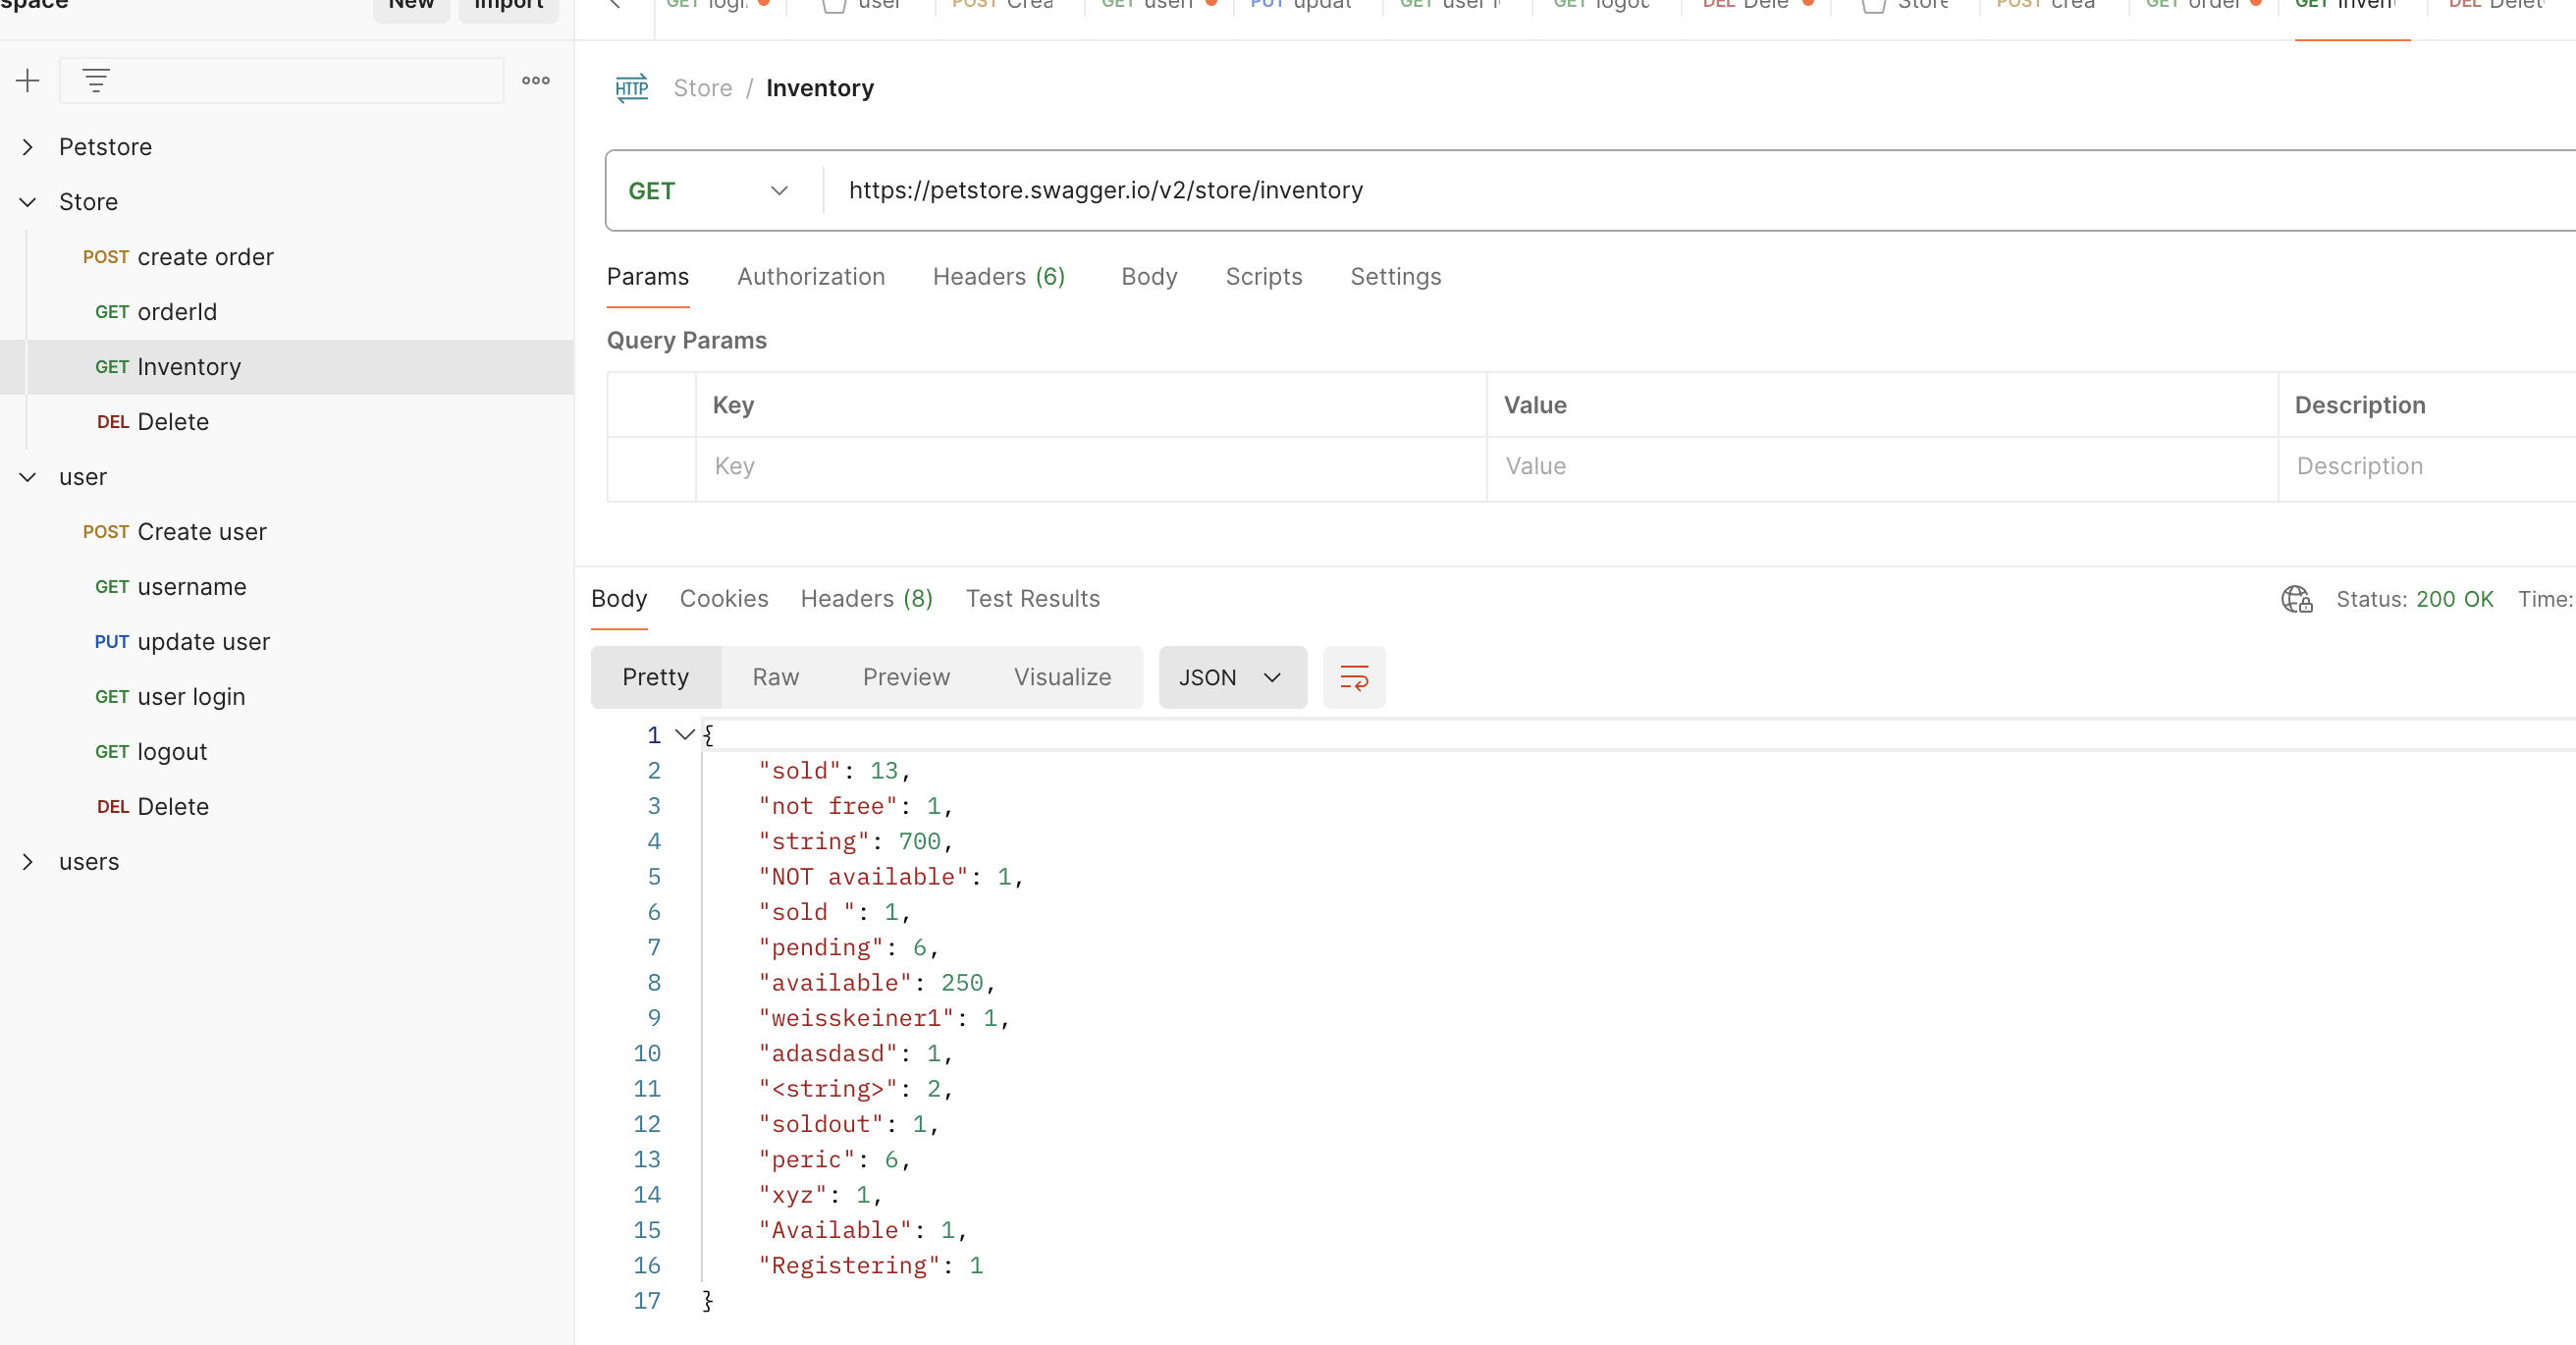 space
New
Import
GET logi
user
POST Crea
GET usern
PUT updat
GET user l
GET logot
DEL Dele
Store
POST crea
GET order
GET Inven
DEL Delet
Store / Inventory
HTTP
Petstore
Store
POST create order
GET orderId
GET Inventory
DEL Delete
user
POST Create user
GET username
PUT update user
GET user login
GET logout
DEL Delete
users
GET
https://petstore.swagger.io/v2/store/inventory
Params Authorization Headers (6) Body Scripts Settings
Query Params
Key Value Description
Key Value Description
Body Cookies Headers (8) Test Results
Status: 200 OK Time:
Pretty Raw Preview Visualize JSON
1 {
2 "sold": 13,
3 "not free": 1,
4 "string": 700,
5 "NOT available": 1,
6 "sold ": 1,
7 "pending": 6,
8 "available": 250,
9 "weisskeiner1": 1,
10 "adasdasd": 1,
11 "<string>": 2,
12 "soldout": 1,
13 "peric": 6,
14 "xyz": 1,
15 "Available": 1,
16 "Registering": 1
17 }